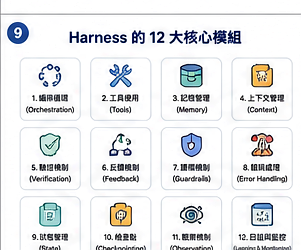 9
Harness 的 12 大核心模組
1. 編排循環
(Orchestration)
2. 工具使用
(Tools)
3. 記憶管理
(Memory)
4. 上下文管理
(Context)
5. 驗證機制
(Verification)
6. 反饋機制
(Feedback)
7. 護欄機制
(Guardrails)
8. 錯誤處理
(Error Handling)
9. 狀態管理
(State)
10. 檢查點
(Checkpointing)
11. 觀察機制
(Observation)
12. 日誌與監控
(Logging & Monitoring)